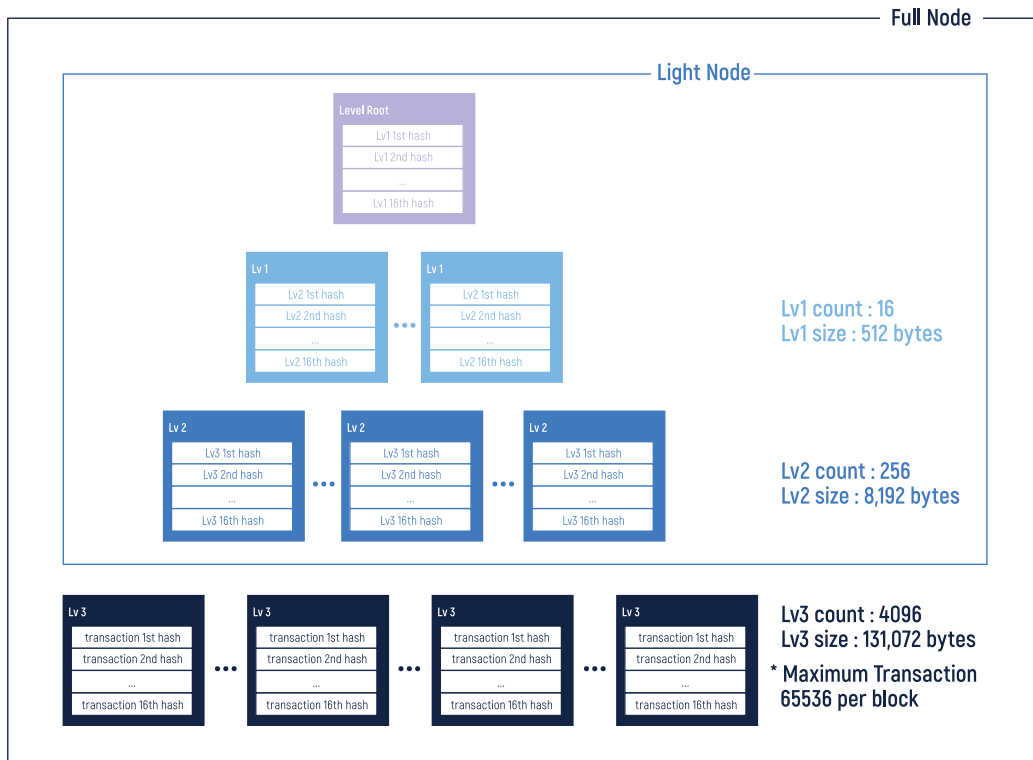 Full Node
Light Node
Level Root
Lv1 1st hash
Lv1 2nd hash
...
Lv1 16th hash
Lv 1
Lv2 1st hash
Lv2 2nd hash
...
Lv2 16th hash
...
Lv 1
Lv2 1st hash
Lv2 2nd hash
...
Lv2 16th hash
Lv1 count : 16
Lv1 size : 512 bytes
Lv 2
Lv3 1st hash
Lv3 2nd hash
...
Lv3 16th hash
...
Lv 2
Lv3 1st hash
Lv3 2nd hash
...
Lv3 16th hash
...
Lv 2
Lv3 1st hash
Lv3 2nd hash
...
Lv3 16th hash
Lv2 count : 256
Lv2 size : 8,192 bytes
Lv 3
transaction 1st hash
transaction 2nd hash
...
transaction 16th hash
...
Lv 3
transaction 1st hash
transaction 2nd hash
...
transaction 16th hash
...
Lv 3
transaction 1st hash
transaction 2nd hash
...
transaction 16th hash
...
Lv 3
transaction 1st hash
transaction 2nd hash
...
transaction 16th hash
Lv3 count : 4096
Lv3 size : 131,072 bytes
* Maximum Transaction
65536 per block